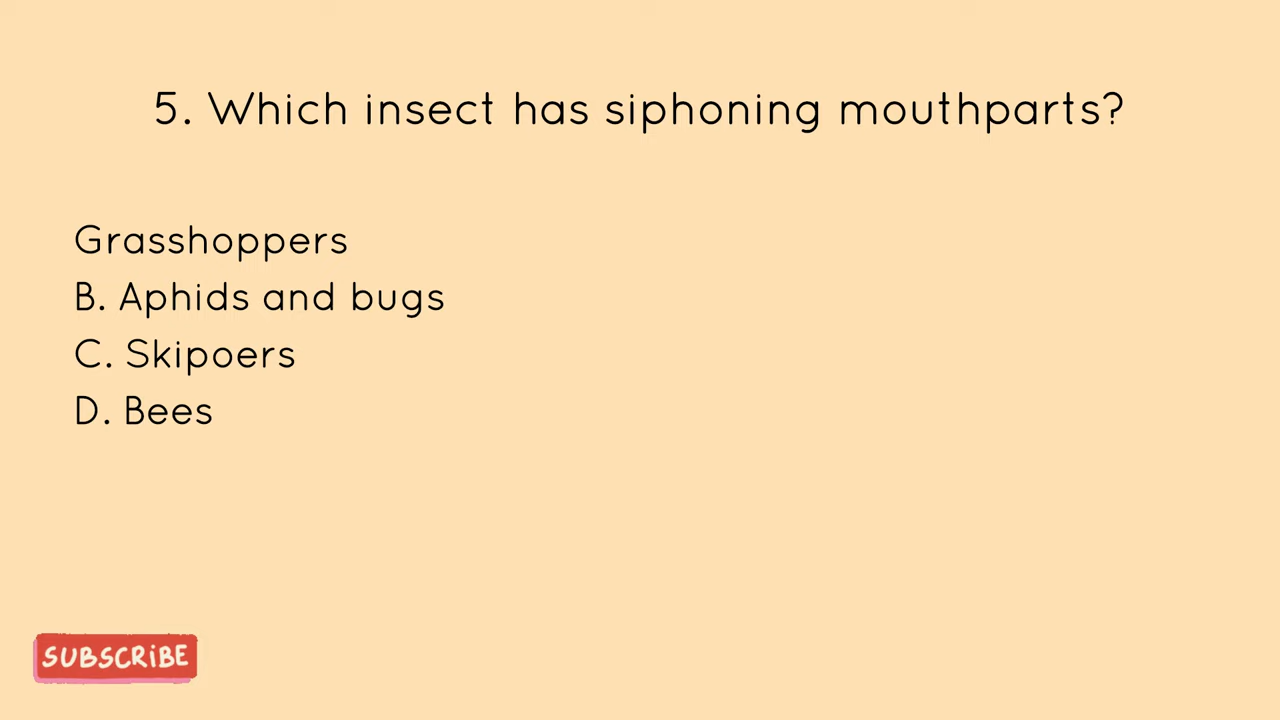 5. Which insect has siphoning mouthparts?
Grasshoppers
B. Aphids and bugs
C. Skipoers
D. Bees
SUBSCRiBE